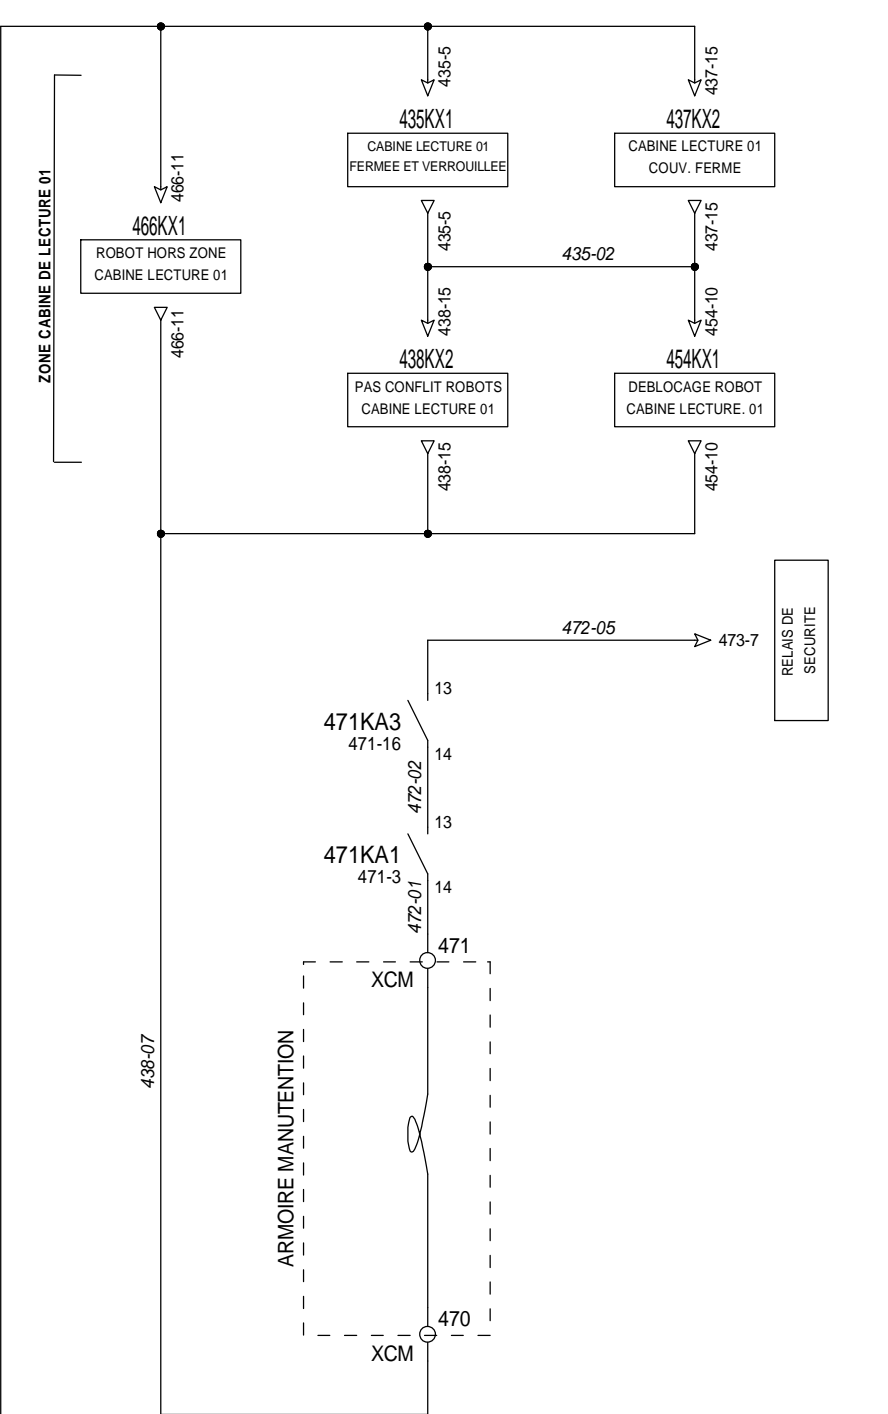 ZONE CABINE DE LECTURE 01
466-11
466KX1
ROBOT HORS ZONE
CABINE LECTURE 01
466-11
435-5
435KX1
CABINE LECTURE 01
FERMEE ET VERROUILLEE
435-5
437-15
437KX2
CABINE LECTURE 01
COUV. FERME
437-15
435-02
438-15
438KX2
PAS CONFLIT ROBOTS
CABINE LECTURE 01
438-15
454-10
454KX1
DEBLOCAGE ROBOT
CABINE LECTURE. 01
454-10
472-05
473-7
RELAIS DE
SECURITE
13
471KA3
471-16
14
472-02
13
471KA1
471-3
14
472-01
471
XCM
ARMOIRE MANUTENTION
438-07
470
XCM